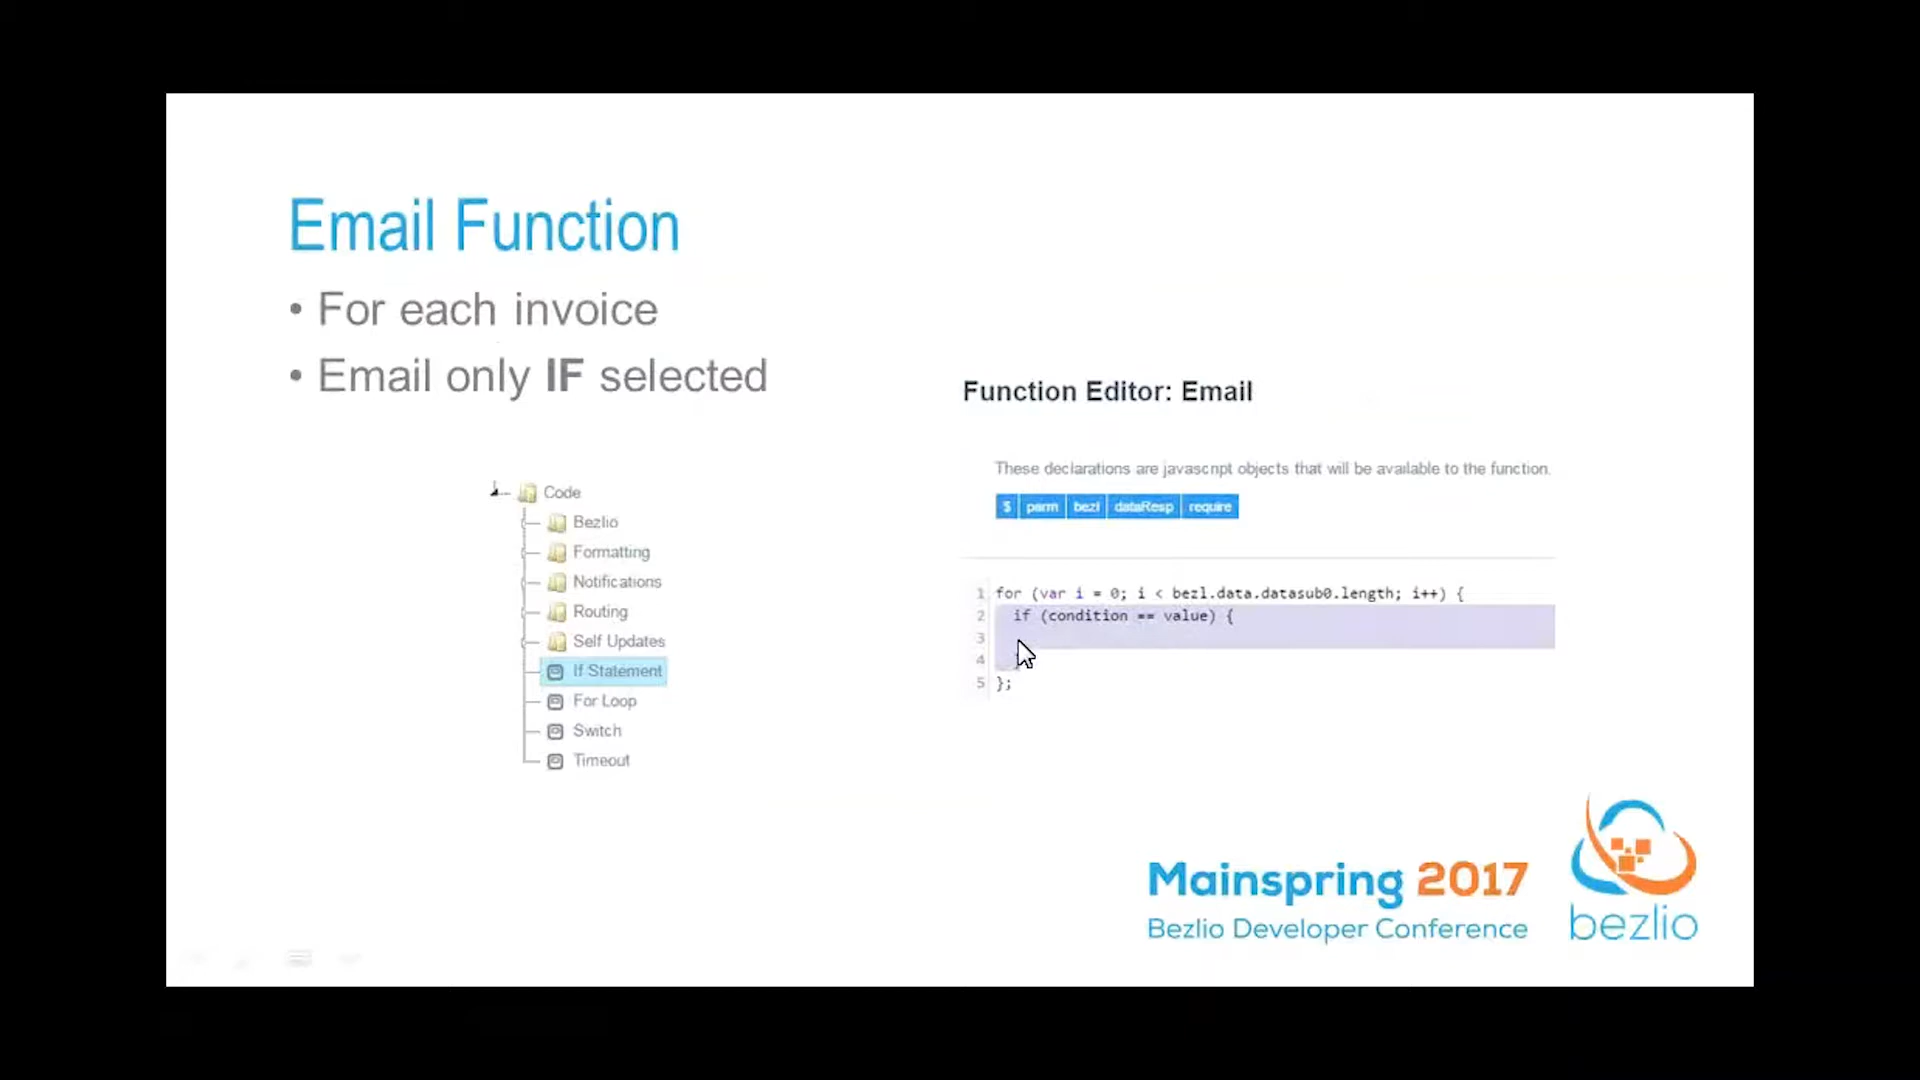 Email Function
• For each invoice
• Email only IF selected
Code
Bezlio
Formatting
Notifications
Routing
Self Updates
If Statement
For Loop
Switch
Timeout
Function Editor: Email
These declarations are javascript objects that will be available to the function.
$ parm bezl dataResp require
1 for (var i = 0; i < bezl.data.datasub0.length; i++) {
2 if (condition == value) {
3
4
5 };
Mainspring 2017
Bezlio Developer Conference
bezlio